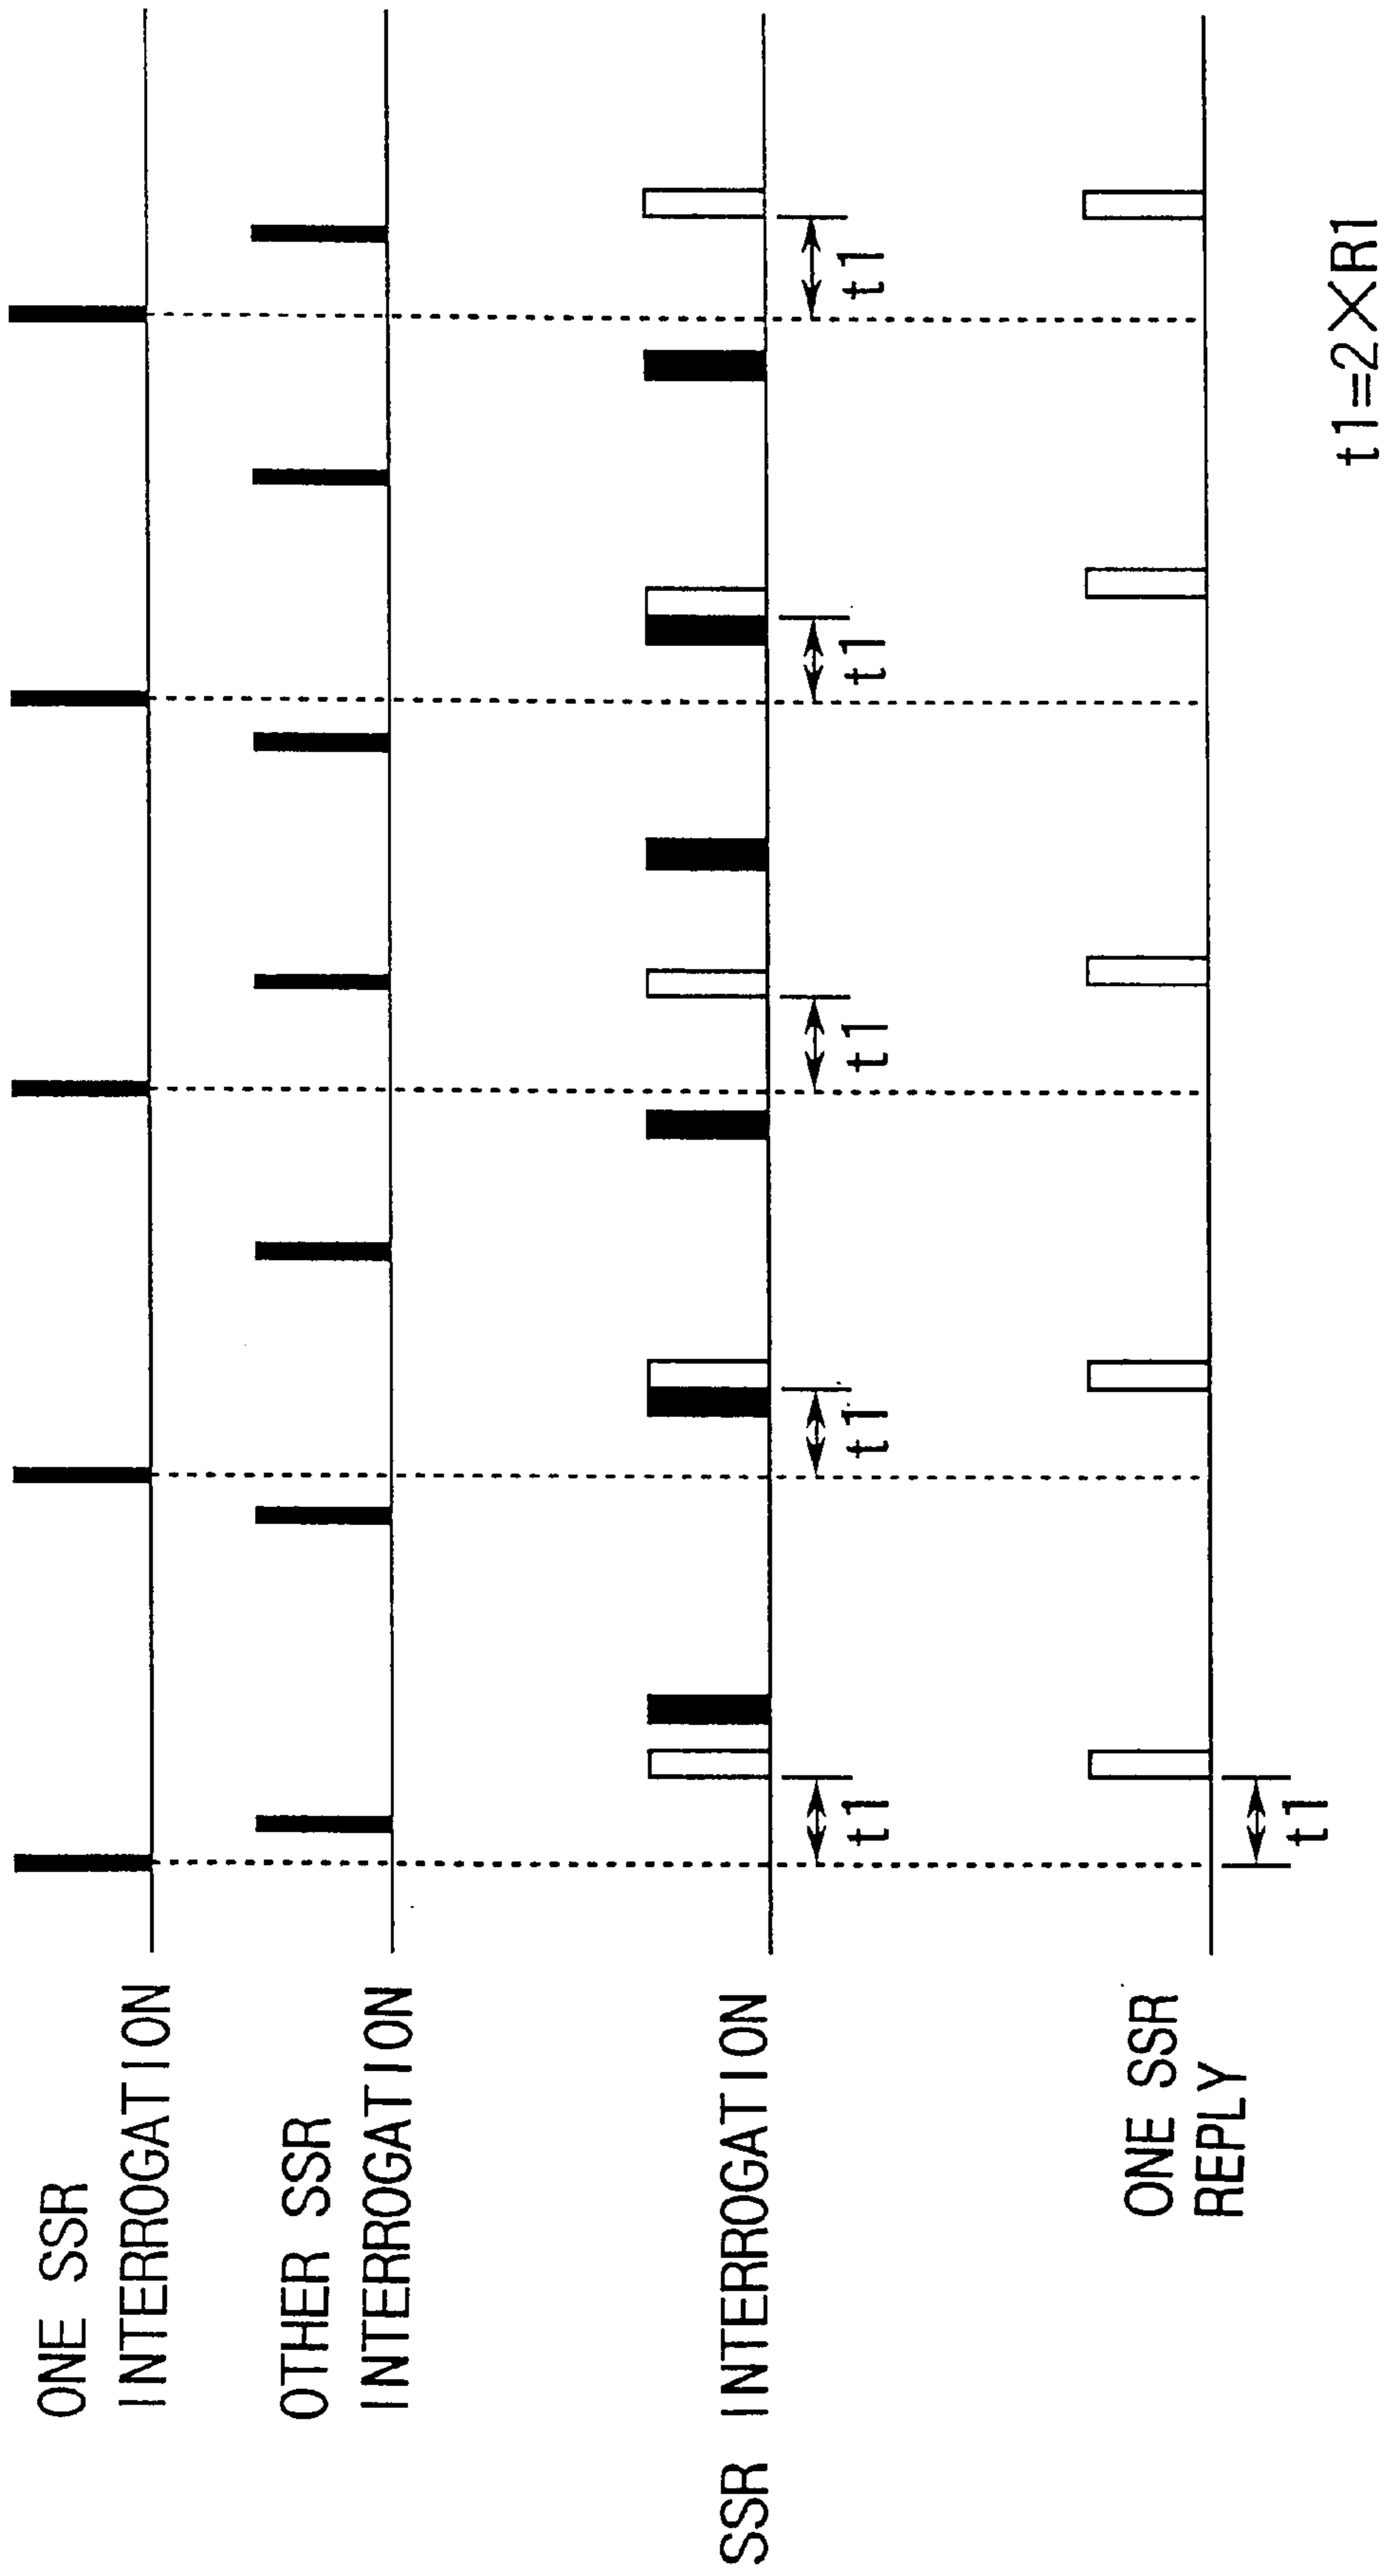 ONE SSR
INTERROGATION
OTHER SSR
INTERROGATION
SSR INTERROGATION
t1
t1
t1
t1
t1
ONE SSR
REPLY
t1
t1=2×R1